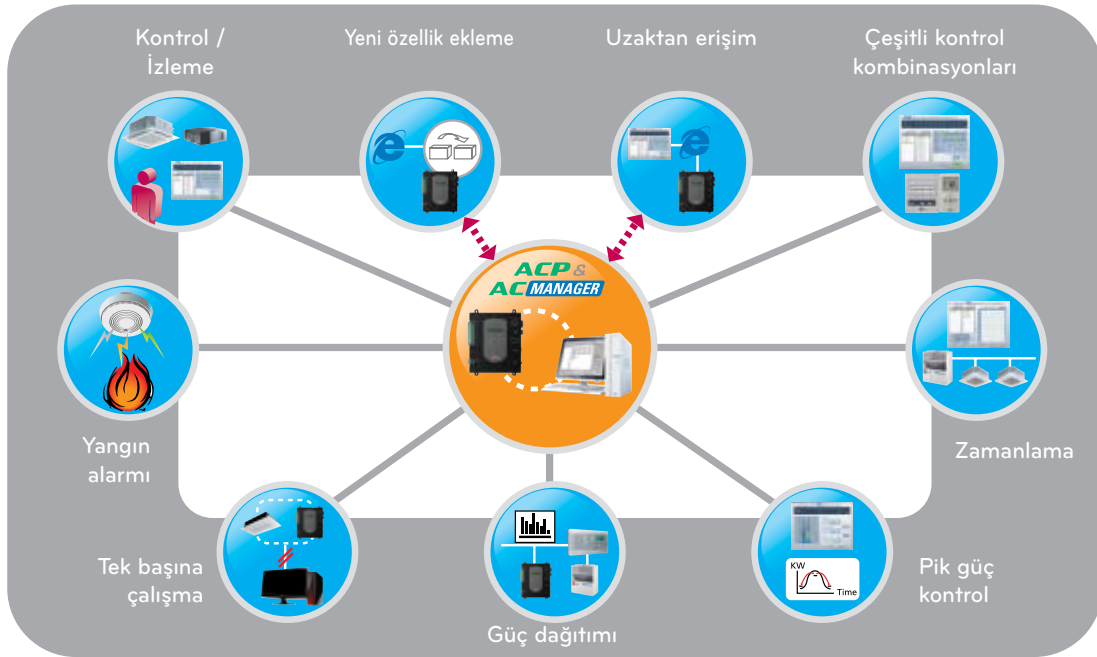 Kontrol /
İzleme
Yeni özellik ekleme
Uzaktan erişim
Çeşitli kontrol
kombinasyonları
ACP &
AC MANAGER
Yangın
alarmı
Zamanlama
Tek başına
çalışma
Güç dağıtımı
KW
Time
Pik güç
kontrol